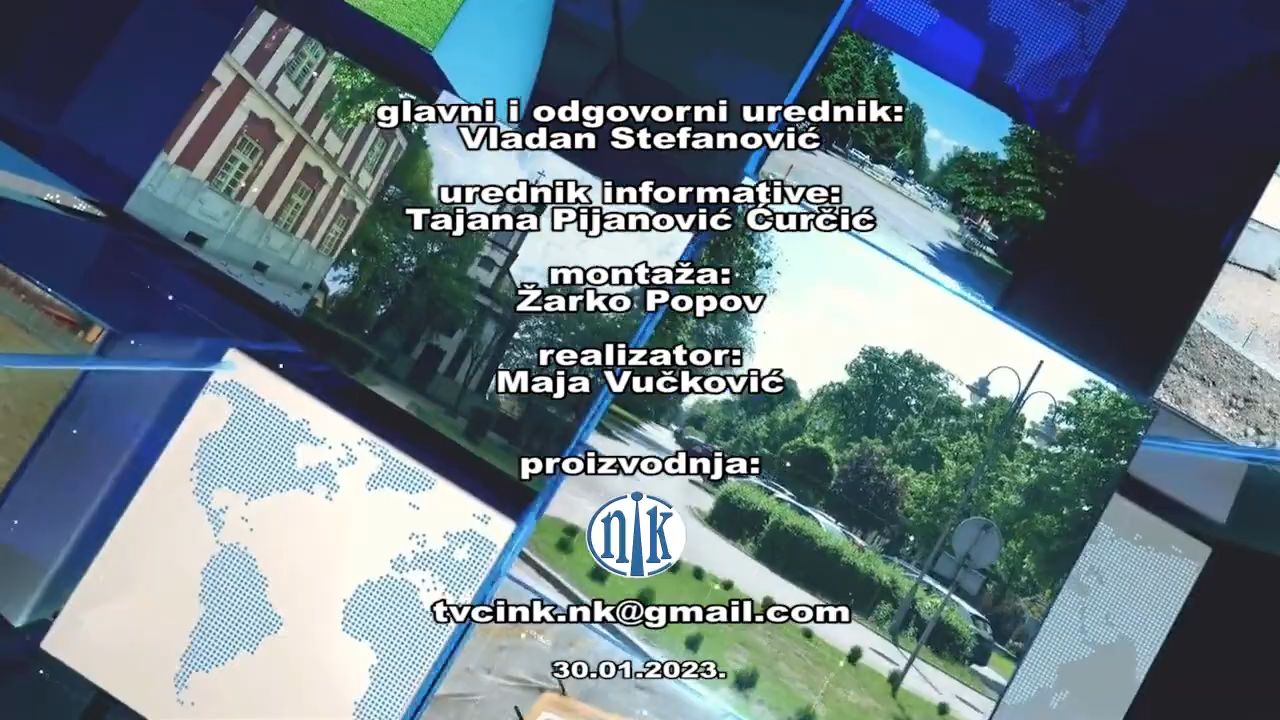 glavni i odgovorni urednik:
Vladan Stefanović
urednik informative:
Tajana Pijanović Ćurčić
montaža:
Žarko Popov
realizator:
Maja Vučković
proizvodnja:
nik
tvcink.nk@gmail.com
30.01.2023.